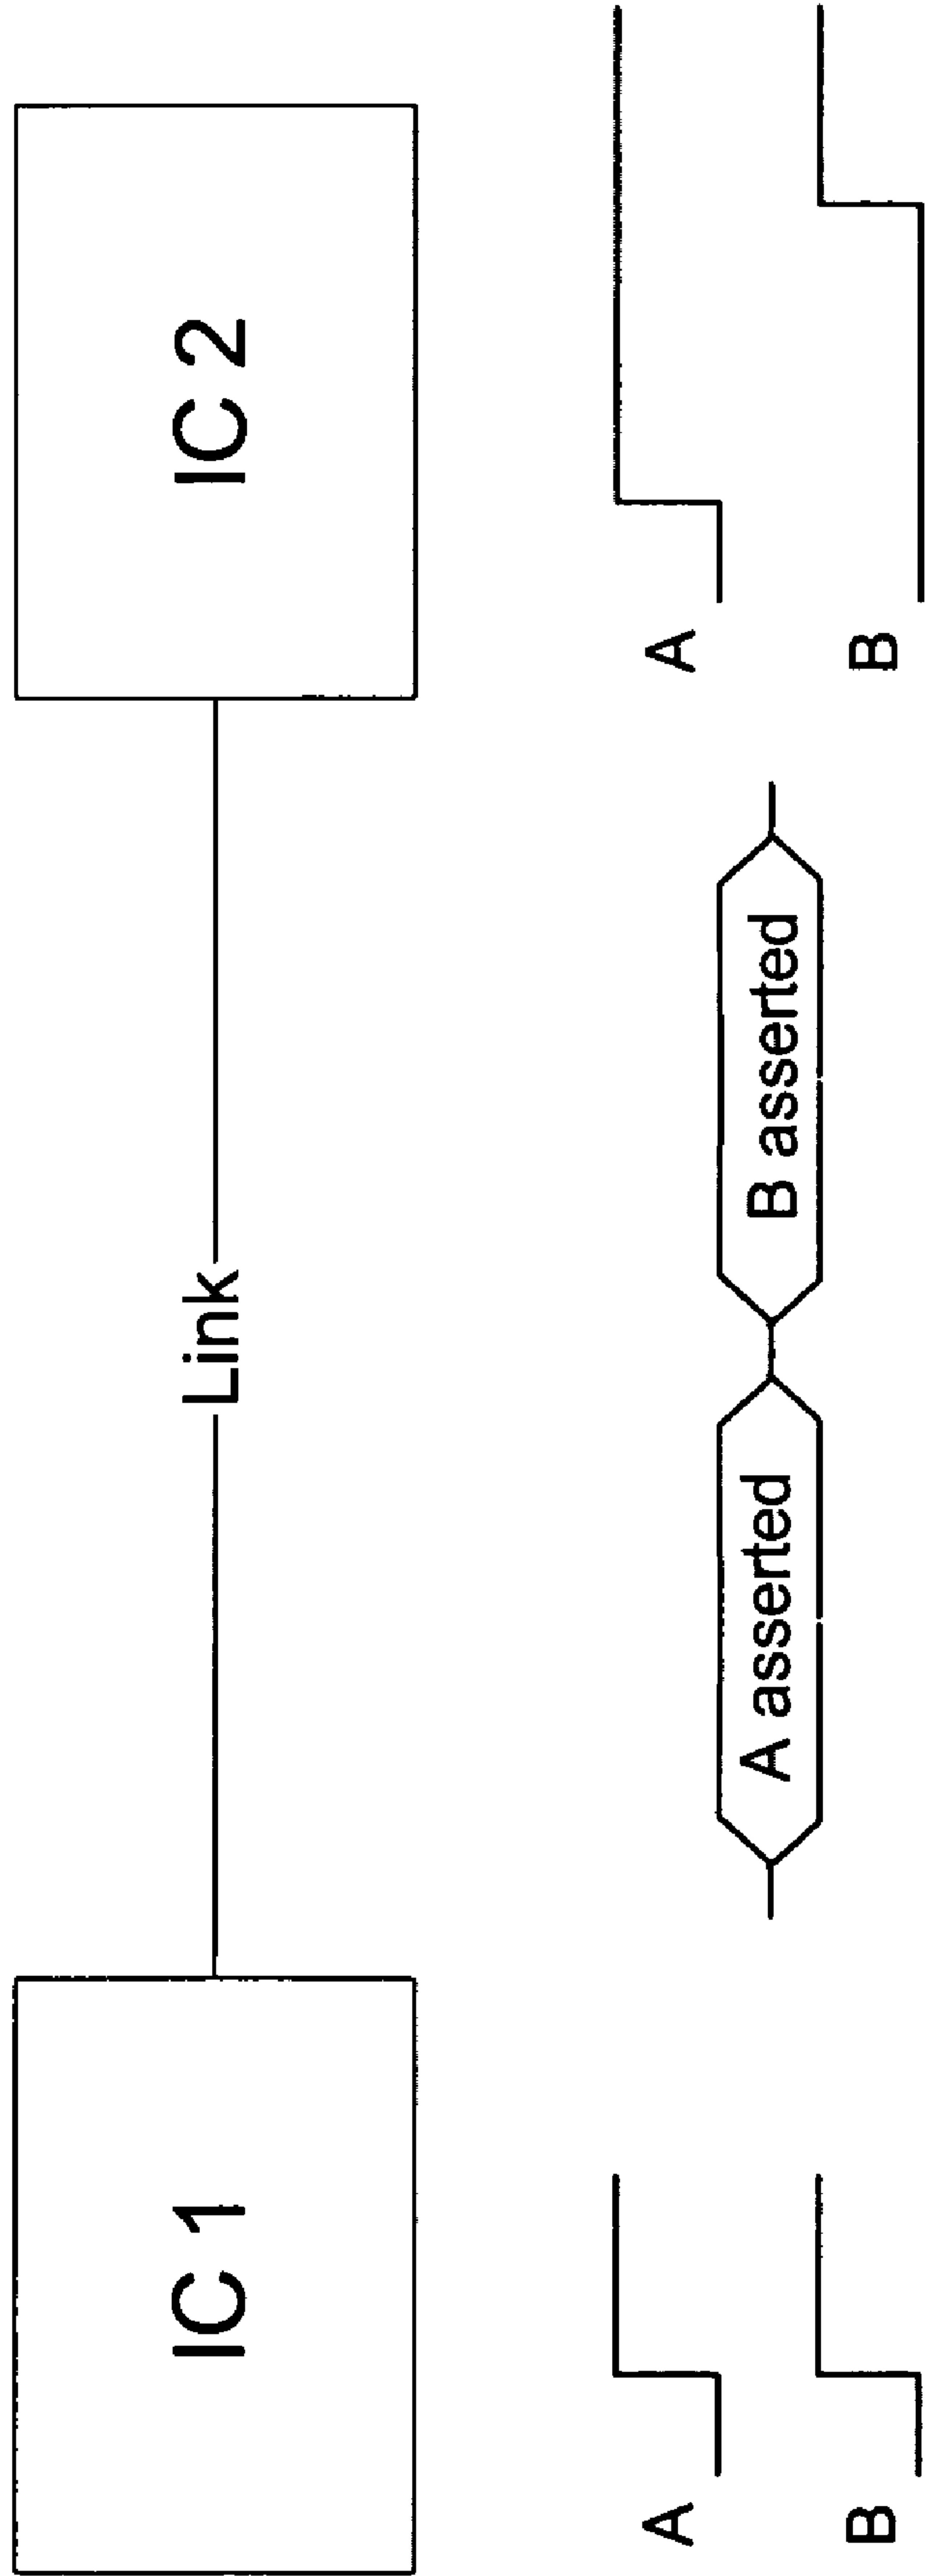 IC 1
Link
IC 2
A
B
A asserted
B asserted
A
B